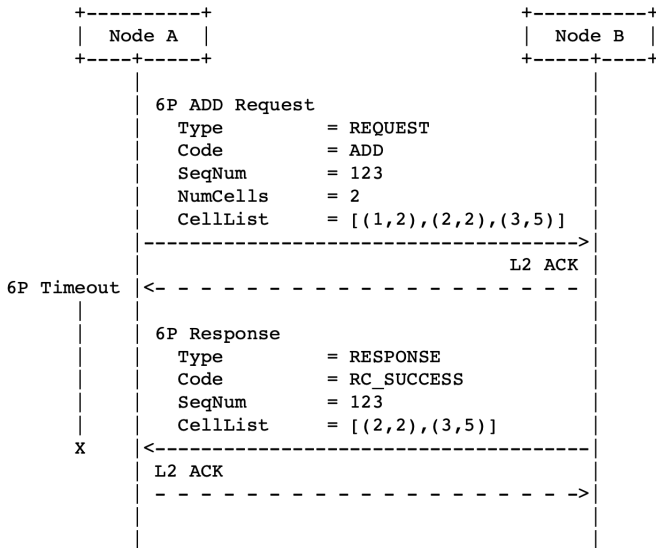 Node A Node B
6P ADD Request
Type = REQUEST
Code = ADD
SeqNum = 123
NumCells = 2
CellList = [(1,2),(2,2),(3,5)]
L2 ACK
6P Timeout
6P Response
Type = RESPONSE
Code = RC_SUCCESS
SeqNum = 123
CellList = [(2,2),(3,5)]
X
L2 ACK